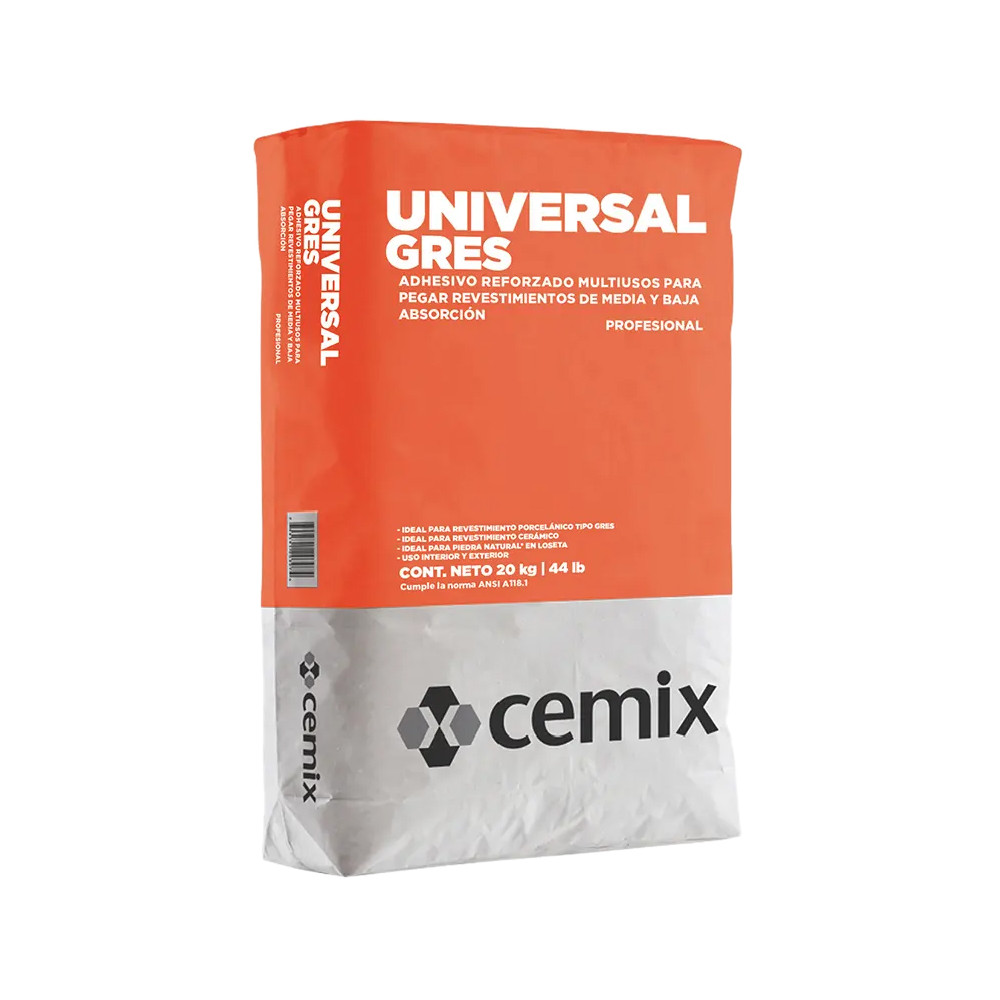 UNIVERSAL
GRES
ADHESIVO REFORZADO MULTIUSOS PARA
PEGAR REVESTIMIENTOS DE MEDIA Y BAJA
ABSORCIÓN
PROFESIONAL
UNIVERSAL
GRES
ADHESIVO REFORZADO MULTIUSOS PARA
PEGAR REVESTIMIENTOS DE MEDIA Y BAJA
ABSORCIÓN
PROFESIONAL
- IDEAL PARA REVESTIMIENTO PORCELÁNICO TIPO GRES
- IDEAL PARA REVESTIMIENTO CERÁMICO
- IDEAL PARA PIEDRA NATURAL* EN LOSETA
- USO INTERIOR Y EXTERIOR
CONT. NETO 20 kg | 44 lb
Cumple la norma ANSI A118.1
cemix
cemix